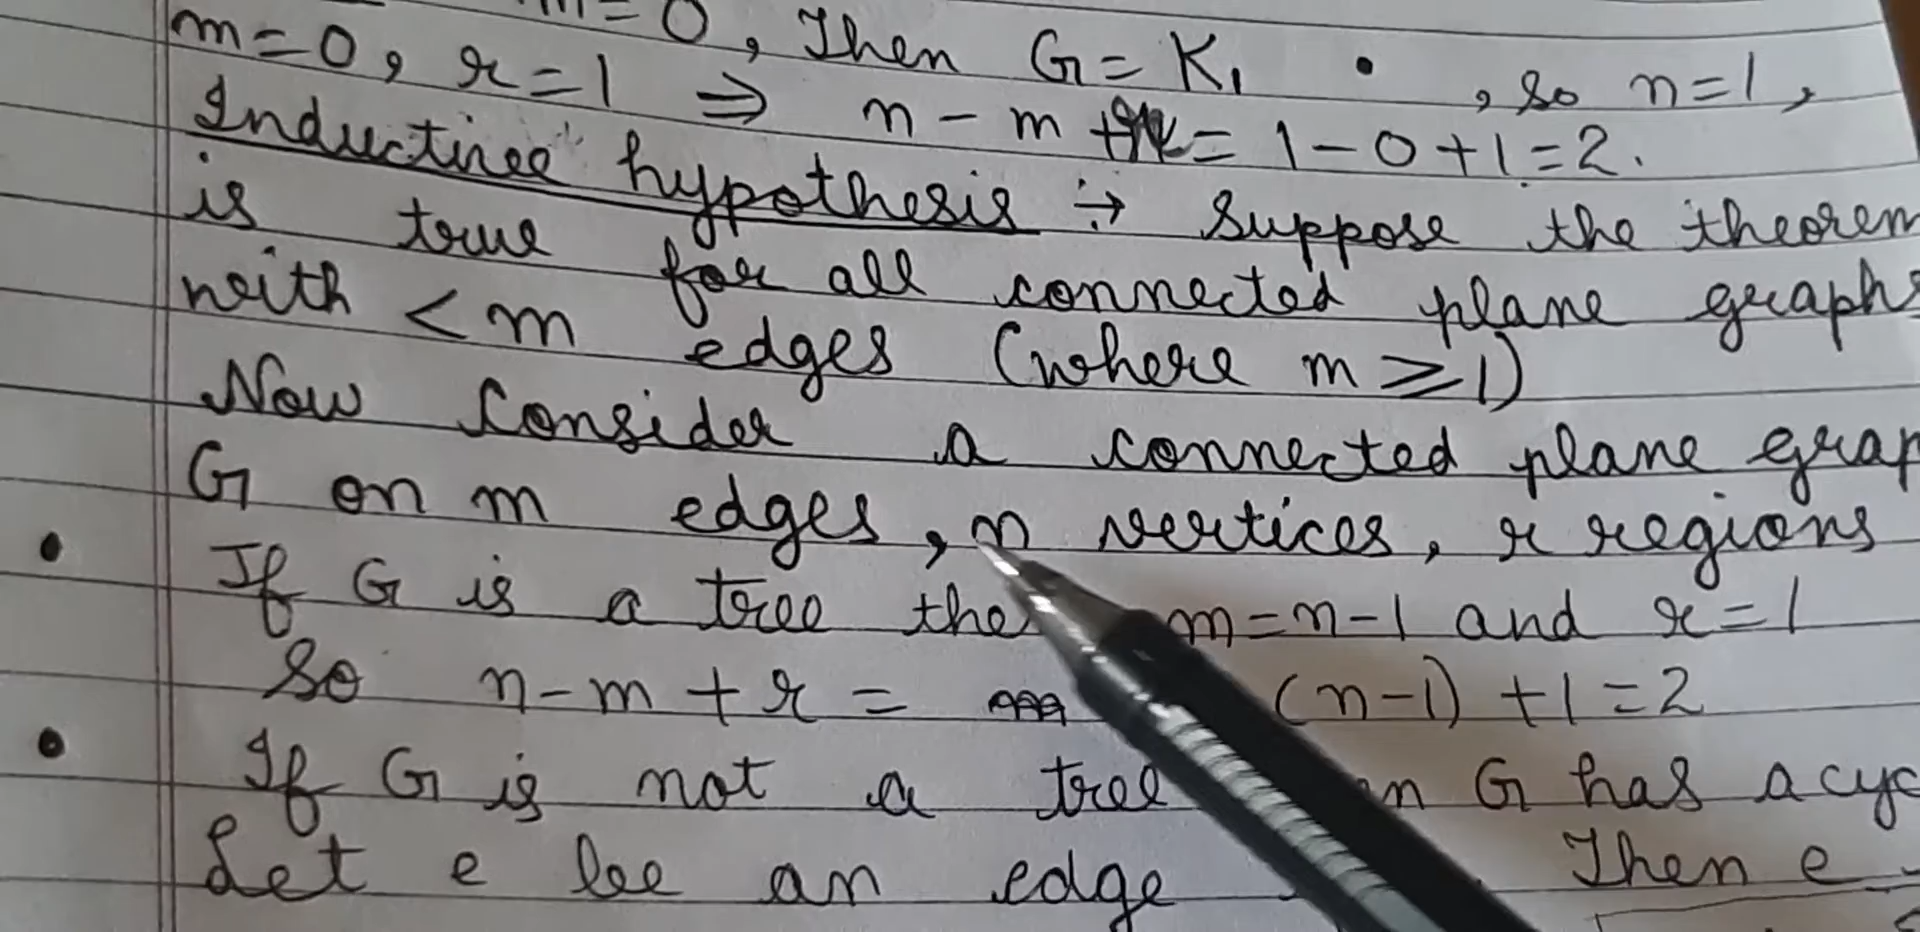 m=0, Then G=K₁ • , so n=1,
m=0, r=1 ⇒ n-m+r=1-0+1=2.
Inductive hypothesis :→ Suppose the theorem
is true for all connected plane graphs
with <m edges (where m≥1)
Now consider a connected plane grap
G on m edges, n vertices, r regions
• If G is a tree the m=n-1 and r=1
So n-m+r= (n-1)+1=2
• If G is not a tree n G has a cyc
Let e be an edge Then e